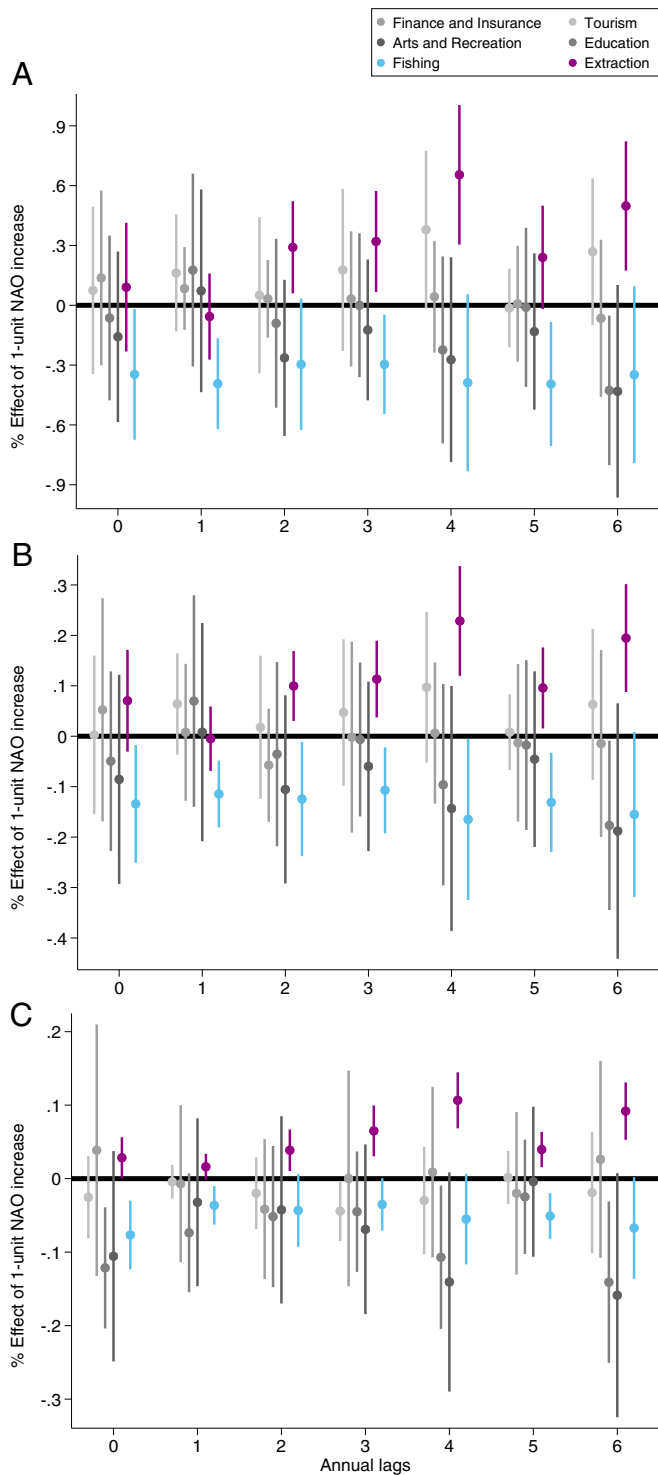 Finance and Insurance Tourism
Arts and Recreation Education
Fishing Extraction
A
% Effect of 1-unit NAO increase
.9
.6
.3
0
-.3
-.6
-.9
0 1 2 3 4 5 6
B
% Effect of 1-unit NAO increase
.3
.2
.1
0
-.1
-.2
-.3
-.4
0 1 2 3 4 5 6
C
% Effect of 1-unit NAO increase
.2
.1
0
-.1
-.2
-.3
0 1 2 3 4 5 6
Annual lags